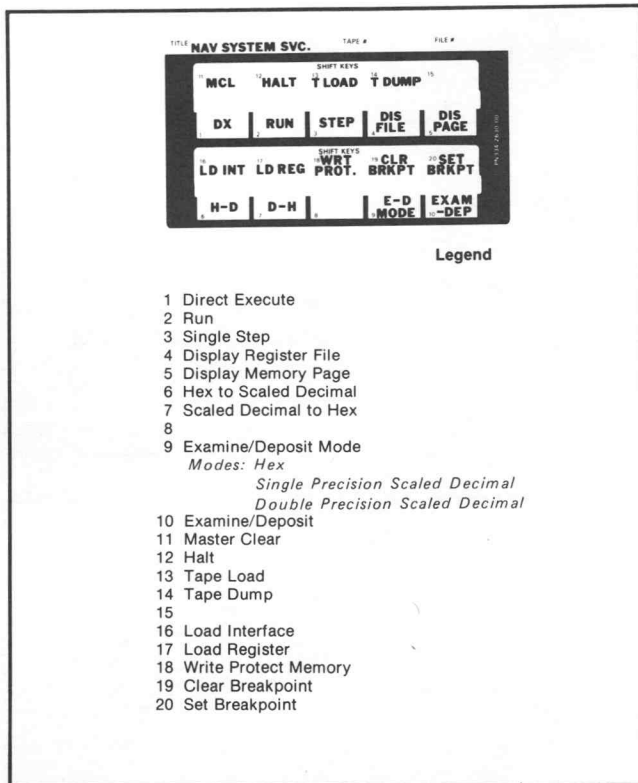 TITLE NAV SYSTEM SVC. TAPE # FILE #
SHIFT KEYS
11 MCL 12 HALT 13 T LOAD 14 T DUMP 15
1 DX 2 RUN 3 STEP 4 DIS FILE 5 DIS PAGE
SHIFT KEYS
16 LD INT 17 LD REG 18 WRT PROT. 19 CLR BRKPT 20 SET BRKPT
6 H-D 7 D-H 8 9 E-D MODE 10 EXAM -DEP
Legend
1 Direct Execute
2 Run
3 Single Step
4 Display Register File
5 Display Memory Page
6 Hex to Scaled Decimal
7 Scaled Decimal to Hex
8
9 Examine/Deposit Mode
Modes: Hex
Single Precision Scaled Decimal
Double Precision Scaled Decimal
10 Examine/Deposit
11 Master Clear
12 Halt
13 Tape Load
14 Tape Dump
15
16 Load Interface
17 Load Register
18 Write Protect Memory
19 Clear Breakpoint
20 Set Breakpoint